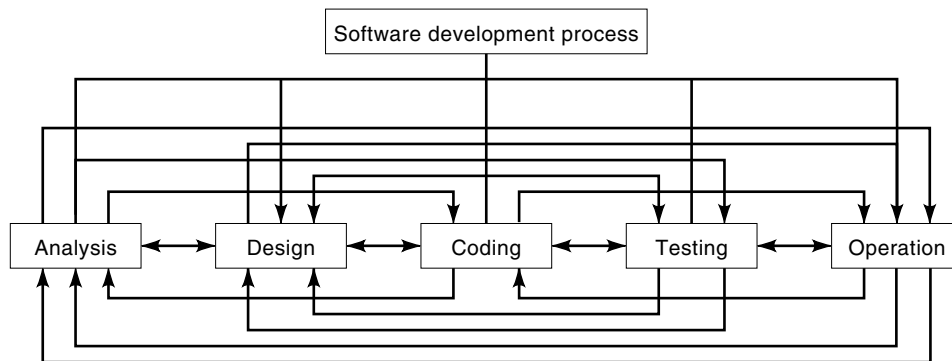 Software development process
Analysis
Design
Coding
Testing
Operation